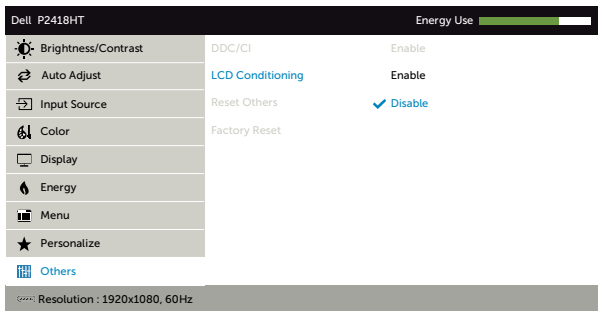 Dell P2418HT Energy Use
Brightness/Contrast DDC/CI Enable
Auto Adjust LCD Conditioning Enable
Input Source Reset Others Disable
Color Factory Reset
Display
Energy
Menu
Personalize
Others
Resolution : 1920x1080, 60Hz